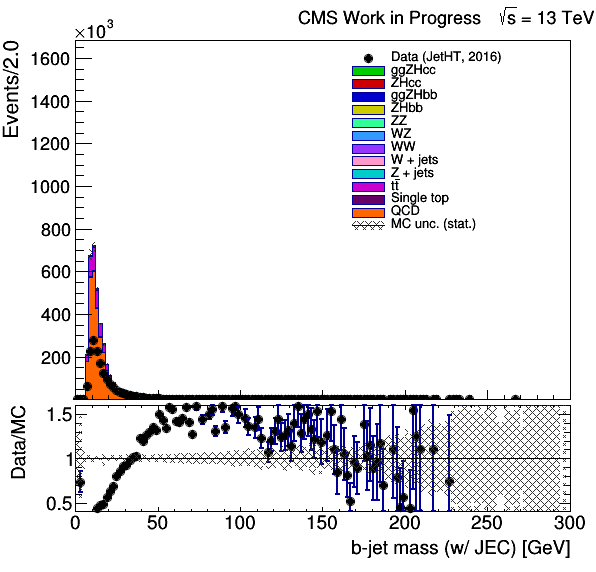 CMS Work in Progress √s = 13 TeV
×10³
Events/2.0
1600
1400
1200
1000
800
600
400
200
Data (JetHT, 2016)
ggZHcc
ZHcc
ggZHbb
ZHbb
ZZ
WZ
WW
W + jets
Z + jets
tt̄
Single top
QCD
MC unc. (stat.)
Data/MC
1.5
1
0.5
0 50 100 150 200 250 300
b-jet mass (w/ JEC) [GeV]